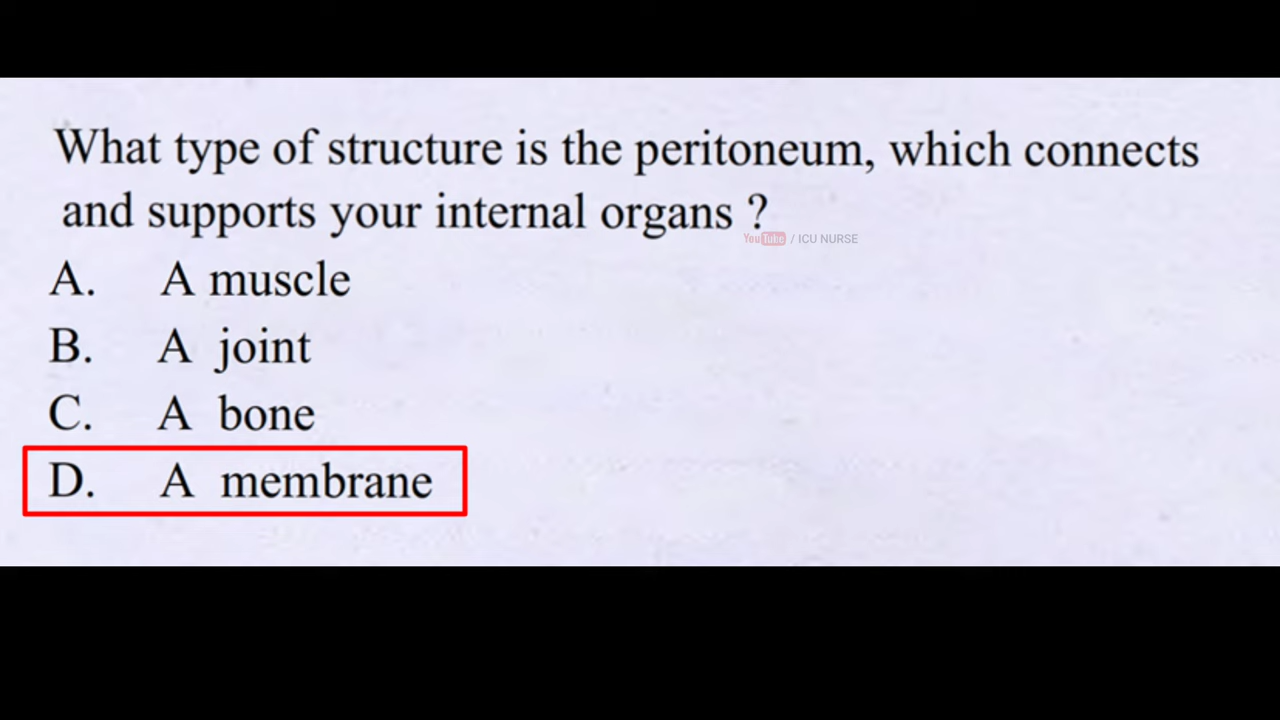 What type of structure is the peritoneum, which connects
and supports your internal organs ?
YouTube / ICU NURSE
A. A muscle
B. A joint
C. A bone
D. A membrane